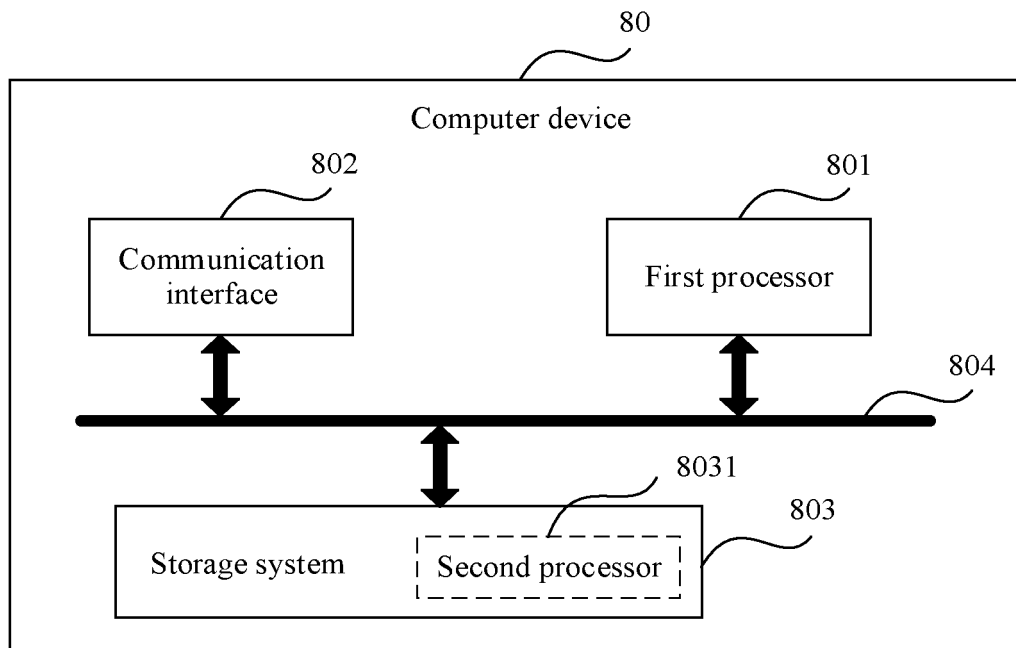 80
Computer device
802
801
Communication
interface
First processor
804
8031
803
Storage system
Second processor